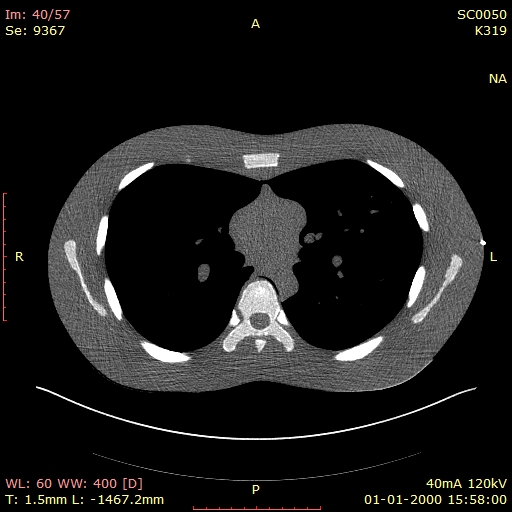 Im: 40/57
Se: 9367
A
SC0050
K319
NA
R
L
WL: 60 WW: 400 [D]
T: 1.5mm L: -1467.2mm
P
40mA 120kV
01-01-2000 15:58:00